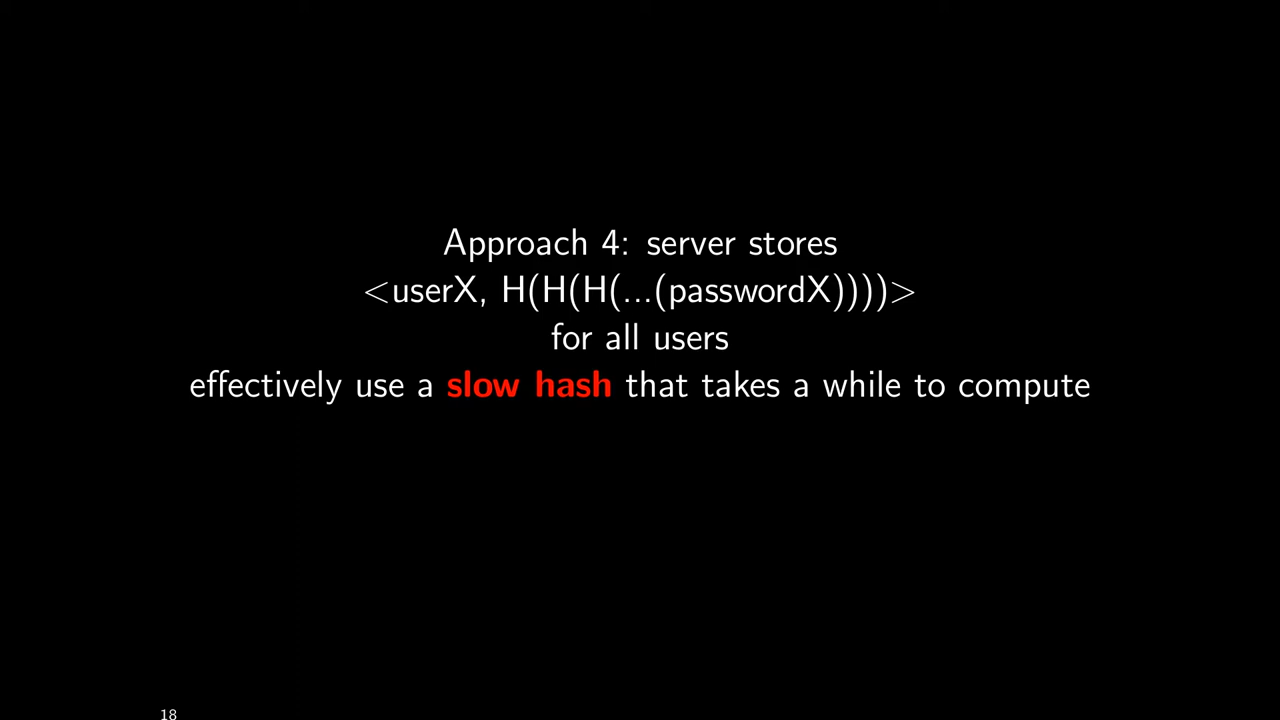 Approach 4: server stores
<userX, H(H(H(...(passwordX))))>
for all users
effectively use a slow hash that takes a while to compute
18